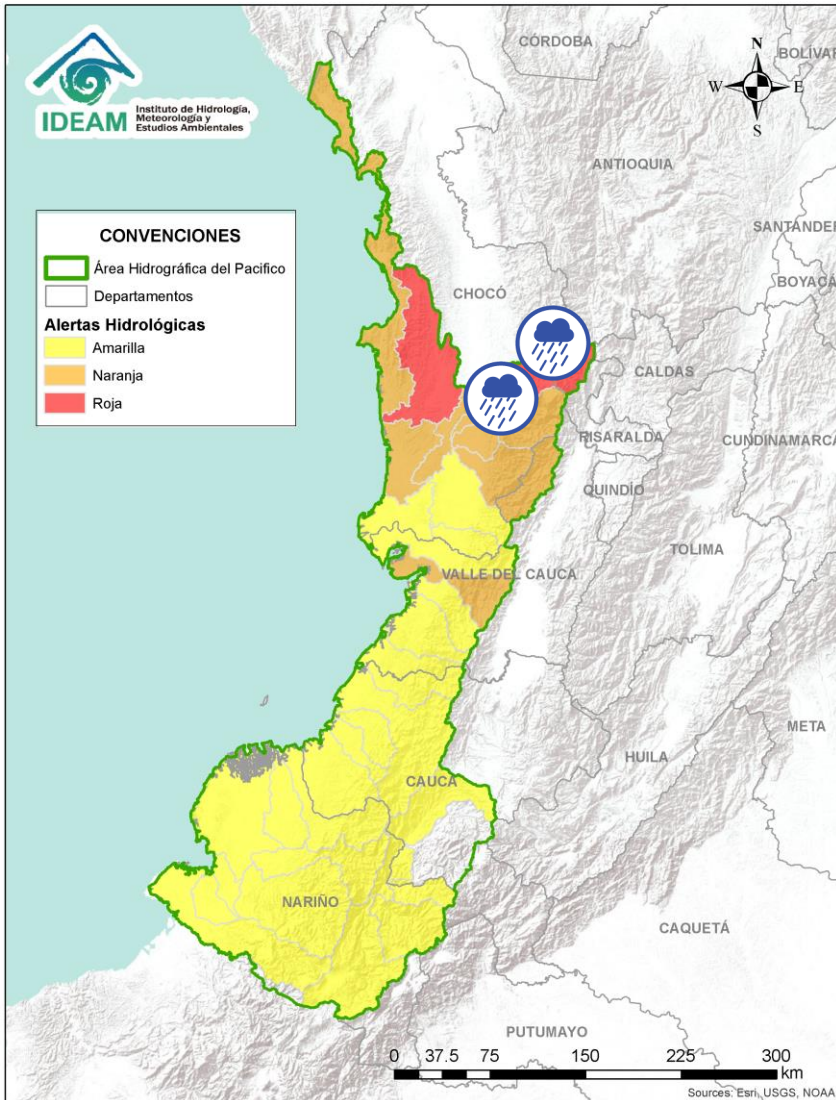 IDEAM
Instituto de Hidrología,
Meteorología y
Estudios Ambientales
CÓRDOBA
BOLÍVAR
N
W
E
S
ANTIOQUIA
SANTANDER
CONVENCIONES
Área Hidrográfica del Pacifico
Departamentos
Alertas Hidrológicas
Amarilla
Naranja
Roja
BOYACÁ
CHOCÓ
CALDAS
RISARALDA
CUNDINAMARCA
QUINDÍO
TOLIMA
VALLE DEL CAUCA
META
HUILA
CAUCA
NARIÑO
CAQUETÁ
PUTUMAYO
0 37.5 75 150 225 300
km
Sources: Esri, USGS, NOAA